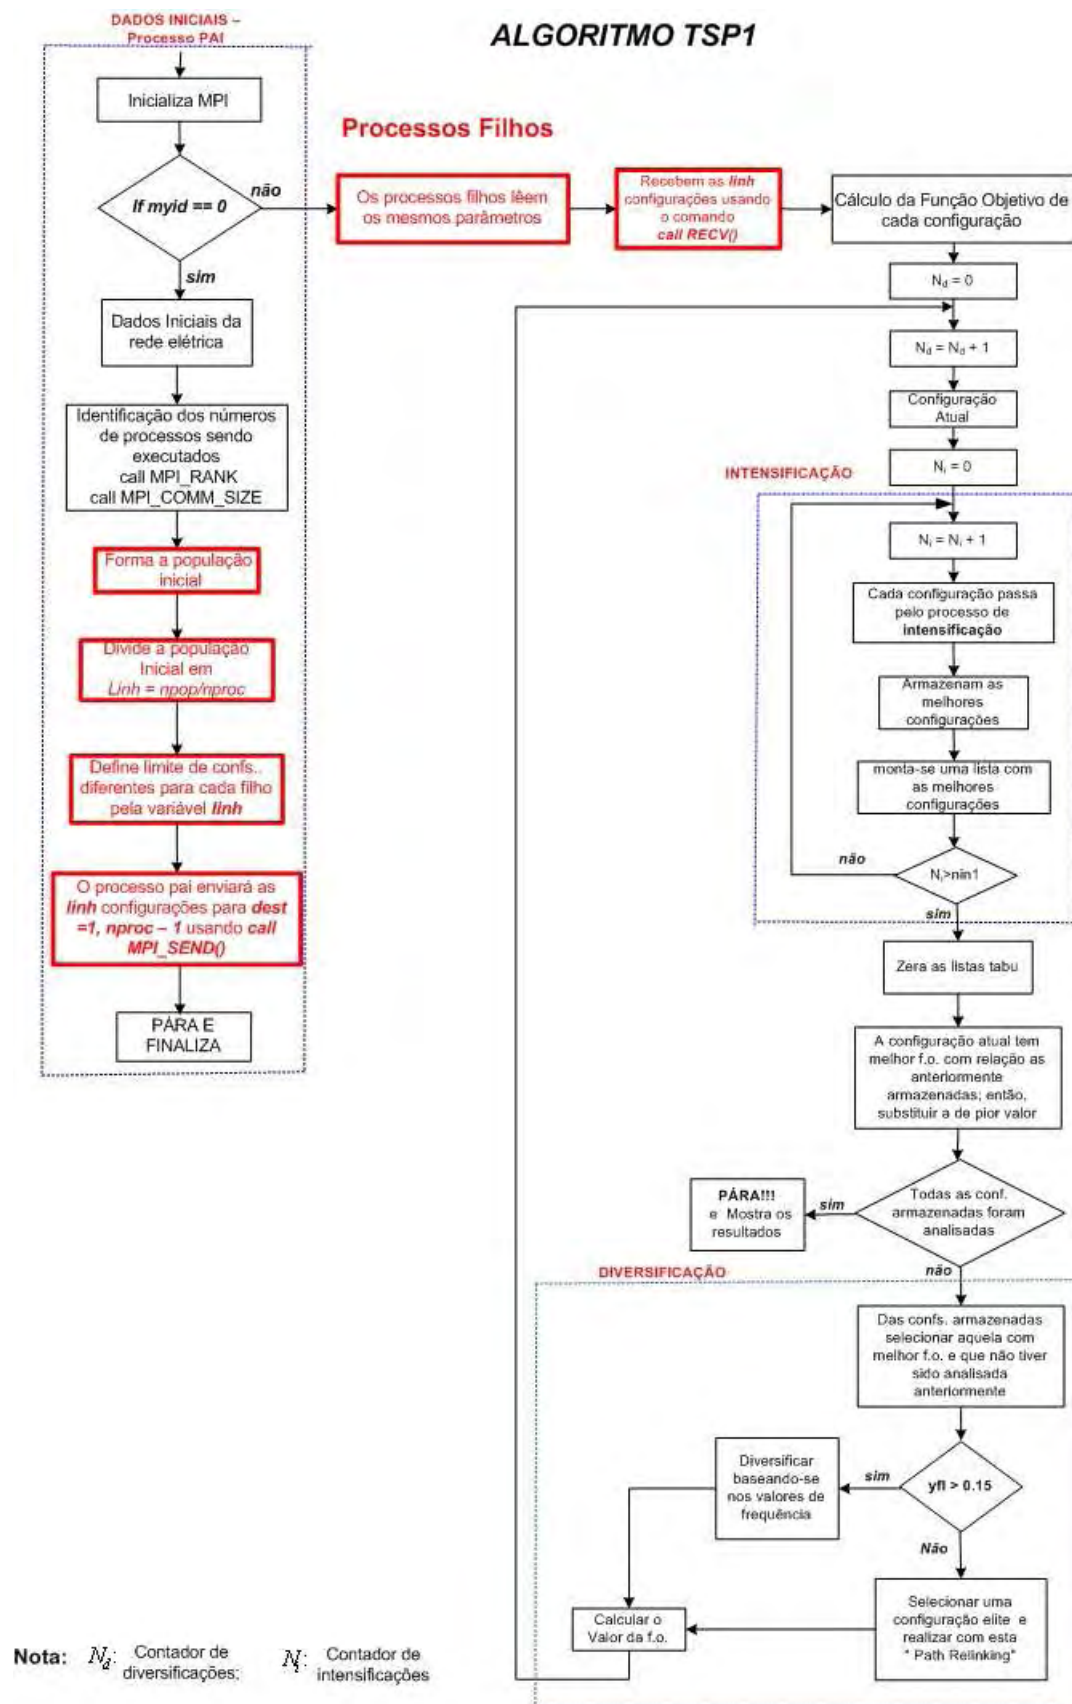 DADOS INICIAIS –
Processo PAI
ALGORITMO TSP1
Inicializa MPI
If myid == 0
não
sim
Dados Iniciais da
rede elétrica
Identificação dos números
de processos sendo
executados
call MPI_RANK
call MPI_COMM_SIZE
Forma a população
inicial
Divide a população
Inicial em
Linh = npop/nproc
Define limite de confs..
diferentes para cada filho
pela variável linh
O processo pai enviará as
linh configurações para dest
=1, nproc – 1 usando call
MPI_SEND()
PÁRA E
FINALIZA
Processos Filhos
Os processos filhos lêem
os mesmos parâmetros
Recebem as linh
configurações usando
o comando
call RECV()
Cálculo da Função Objetivo de
cada configuração
Nd = 0
Nd = Nd + 1
Configuração
Atual
Ni = 0
INTENSIFICAÇÃO
Ni = Ni + 1
Cada configuração passa
pelo processo de
intensificação
Armazenam as
melhores
configurações
monta-se uma lista com
as melhores
configurações
não
Ni>nin1
sim
Zera as listas tabu
A configuração atual tem
melhor f.o. com relação as
anteriormente
armazenadas; então,
substituir a de pior valor
Todas as conf.
armazenadas foram
analisadas
sim
PÁRA!!!
e Mostra os
resultados
não
DIVERSIFICAÇÃO
Das confs. armazenadas
selecionar aquela com
melhor f.o. e que não tiver
sido analisada
anteriormente
yfl > 0.15
sim
Diversificar
baseando-se
nos valores de
frequência
Não
Selecionar uma
configuração elite e
realizar com esta
" Path Relinking"
Calcular o
Valor da f.o.
Nota: Nd: Contador de
diversificações;
Ni: Contador de
intensificações